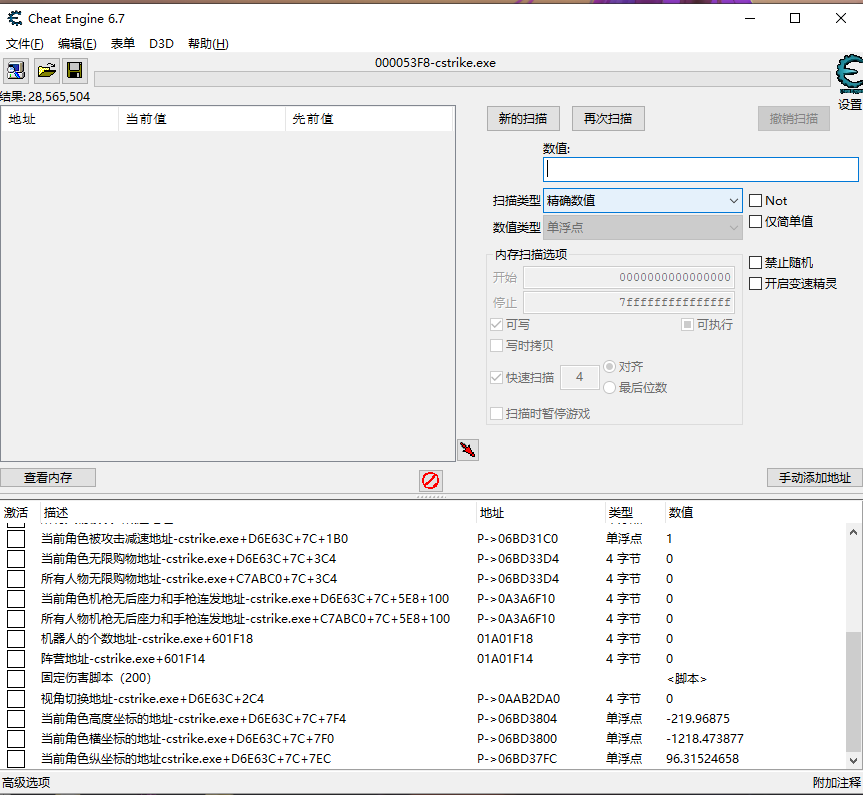 Cheat Engine 6.7
文件(F) 编辑(E) 表单 D3D 帮助(H)
000053F8-cstrike.exe
结果: 28,565,504
设置
地址 当前值 先前值
新的扫描 再次扫描 撤销扫描
数值:
扫描类型 精确数值 Not
数值类型 单浮点 仅简单值
内存扫描选项
开始 0000000000000000 禁止随机
停止 7fffffffffffffff 开启变速精灵
可写 可执行
写时拷贝
快速扫描 4 对齐
最后位数
扫描时暂停游戏
查看内存 手动添加地址
激活 描述 地址 类型 数值
当前角色被攻击减速地址-cstrike.exe+D6E63C+7C+1B0 P->06BD31C0 单浮点 1
当前角色无限购物地址-cstrike.exe+D6E63C+7C+3C4 P->06BD33D4 4 字节 0
所有人物无限购物地址-cstrike.exe+C7ABC0+7C+3C4 P->06BD33D4 4 字节 0
当前角色机枪无后座力和手枪连发地址-cstrike.exe+D6E63C+7C+5E8+100 P->0A3A6F10 4 字节 0
所有人物机枪无后座力和手枪连发地址-cstrike.exe+C7ABC0+7C+5E8+100 P->0A3A6F10 4 字节 0
机器人的个数地址-cstrike.exe+601F18 01A01F18 4 字节 0
阵营地址-cstrike.exe+601F14 01A01F14 4 字节 0
固定伤害脚本（200） <脚本>
视角切换地址-cstrike.exe+D6E63C+2C4 P->0AAB2DA0 4 字节 0
当前角色高度坐标的地址-cstrike.exe+D6E63C+7C+7F4 P->06BD3804 单浮点 -219.96875
当前角色横坐标的地址-cstrike.exe+D6E63C+7C+7F0 P->06BD3800 单浮点 -1218.473877
当前角色纵坐标的地址cstrike.exe+D6E63C+7C+7EC P->06BD37FC 单浮点 96.31524658
高级选项 附加注释